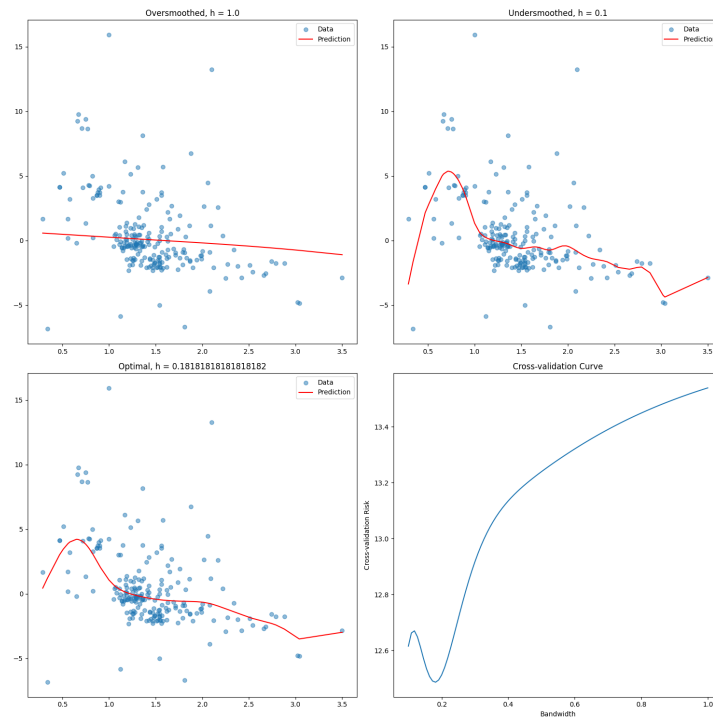 Oversmoothed, h = 1.0
Data
Prediction
15
10
5
0
−5
0.5 1.0 1.5 2.0 2.5 3.0 3.5
Undersmoothed, h = 0.1
Data
Prediction
15
10
5
0
−5
0.5 1.0 1.5 2.0 2.5 3.0 3.5
Optimal, h = 0.18181818181818182
Data
Prediction
15
10
5
0
−5
0.5 1.0 1.5 2.0 2.5 3.0 3.5
Cross-validation Curve
Cross-validation Risk
13.4
13.2
13.0
12.8
12.6
0.2 0.4 0.6 0.8 1.0
Bandwidth